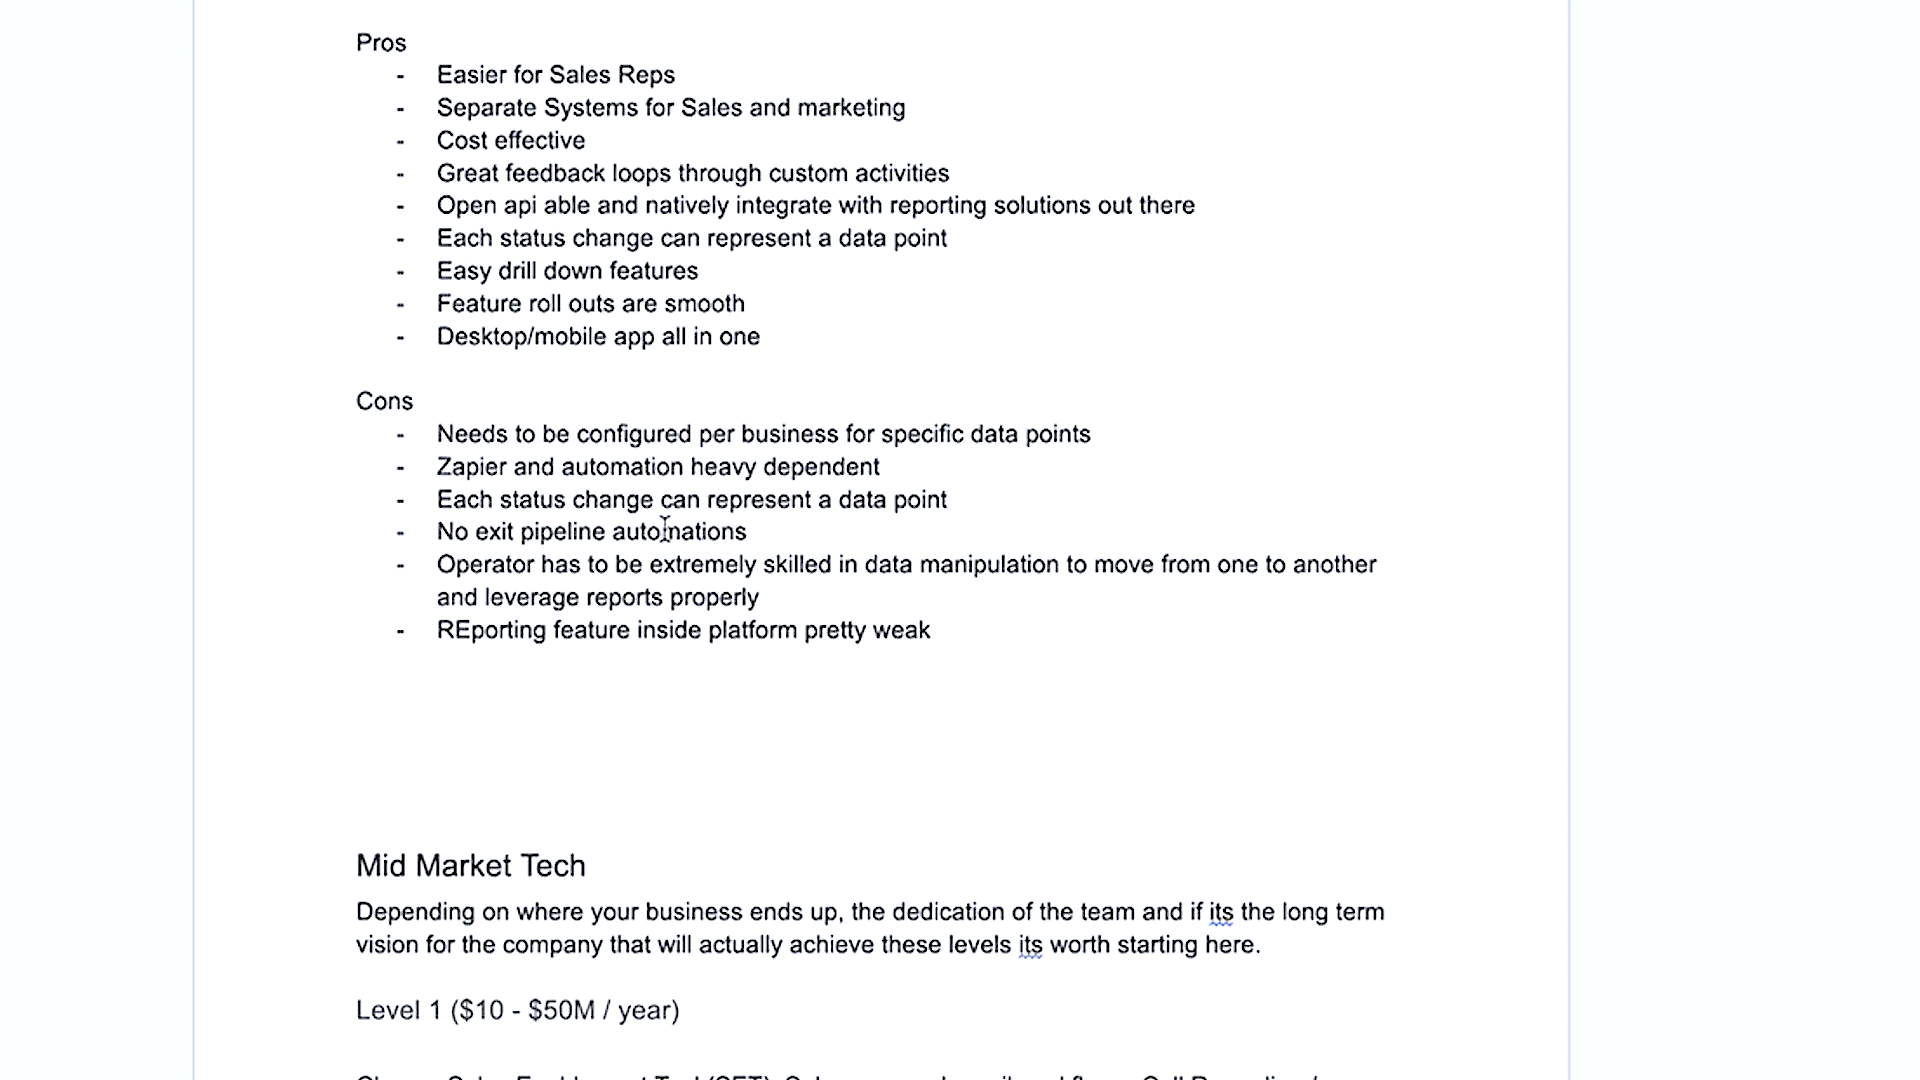 Pros
- Easier for Sales Reps
- Separate Systems for Sales and marketing
- Cost effective
- Great feedback loops through custom activities
- Open api able and natively integrate with reporting solutions out there
- Each status change can represent a data point
- Easy drill down features
- Feature roll outs are smooth
- Desktop/mobile app all in one
Cons
- Needs to be configured per business for specific data points
- Zapier and automation heavy dependent
- Each status change can represent a data point
- No exit pipeline automations
- Operator has to be extremely skilled in data manipulation to move from one to another
and leverage reports properly
- REporting feature inside platform pretty weak
Mid Market Tech
Depending on where your business ends up, the dedication of the team and if its the long term
vision for the company that will actually achieve these levels its worth starting here.
Level 1 ($10 - $50M / year)